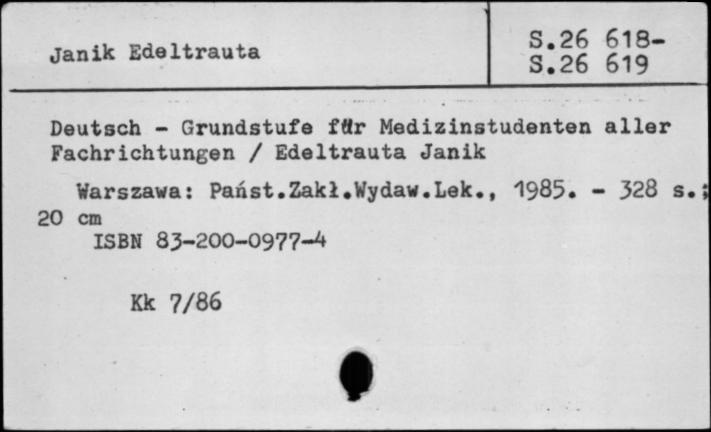 Janik Edeltrauta
S.26 618-
S.26 619
Deutsch - Grundstufe für Medizinstudenten aller
Fachrichtungen / Edeltrauta Janik
Warszawa: Państ.Zakł.Wydaw.Lek., 1985. - 328 s.;
20 cm
ISBN 83-200-0977-4
Kk 7/86